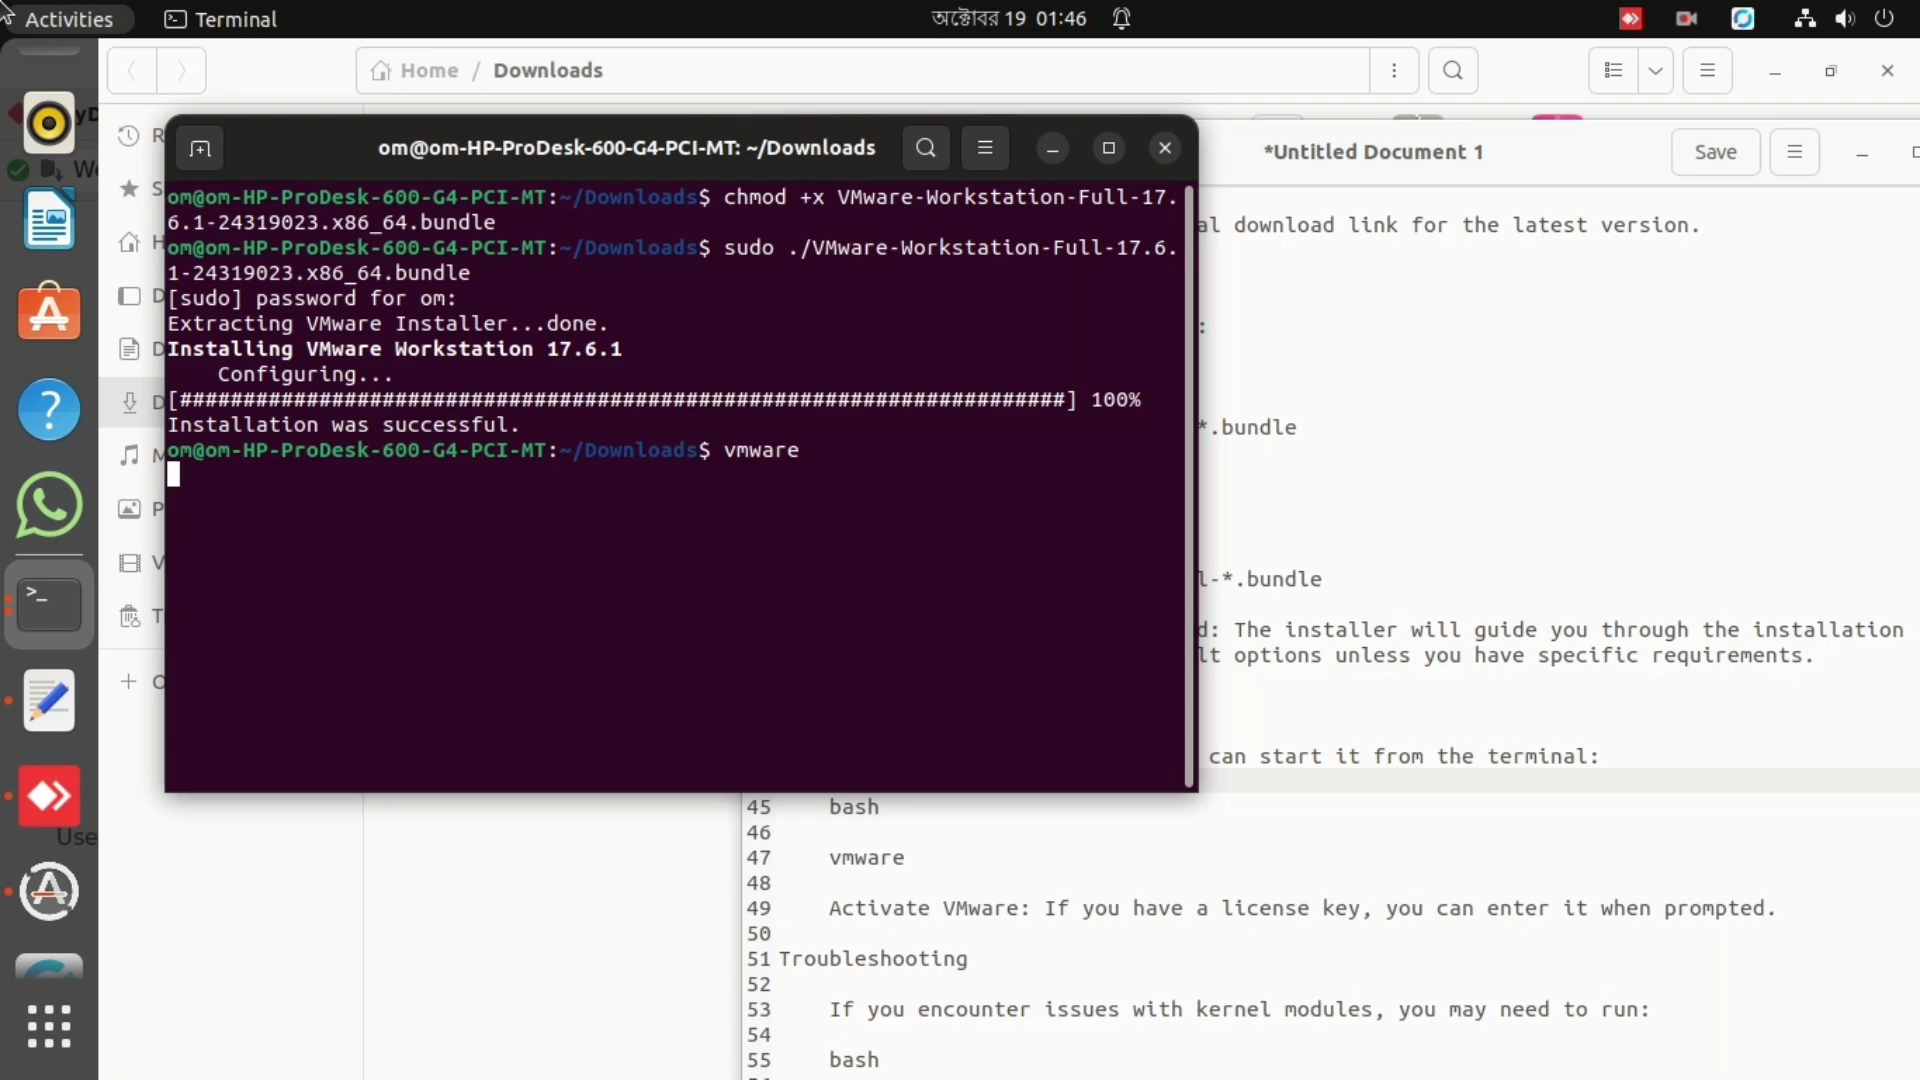 Activities
Terminal
অক্টোবর 19 01:46
Home / Downloads
om@om-HP-ProDesk-600-G4-PCI-MT: ~/Downloads
om@om-HP-ProDesk-600-G4-PCI-MT:~/Downloads$ chmod +x VMware-Workstation-Full-17.
6.1-24319023.x86_64.bundle
om@om-HP-ProDesk-600-G4-PCI-MT:~/Downloads$ sudo ./VMware-Workstation-Full-17.6.
1-24319023.x86_64.bundle
[sudo] password for om:
Extracting VMware Installer...done.
Installing VMware Workstation 17.6.1
Configuring...
[######################################################################] 100%
Installation was successful.
om@om-HP-ProDesk-600-G4-PCI-MT:~/Downloads$ vmware
*Untitled Document 1
Save
al download link for the latest version.
:
*.bundle
l-*.bundle
d: The installer will guide you through the installation
lt options unless you have specific requirements.
can start it from the terminal:
45 bash
46
47 vmware
48
49 Activate VMware: If you have a license key, you can enter it when prompted.
50
51 Troubleshooting
52
53 If you encounter issues with kernel modules, you may need to run:
54
55 bash
Use